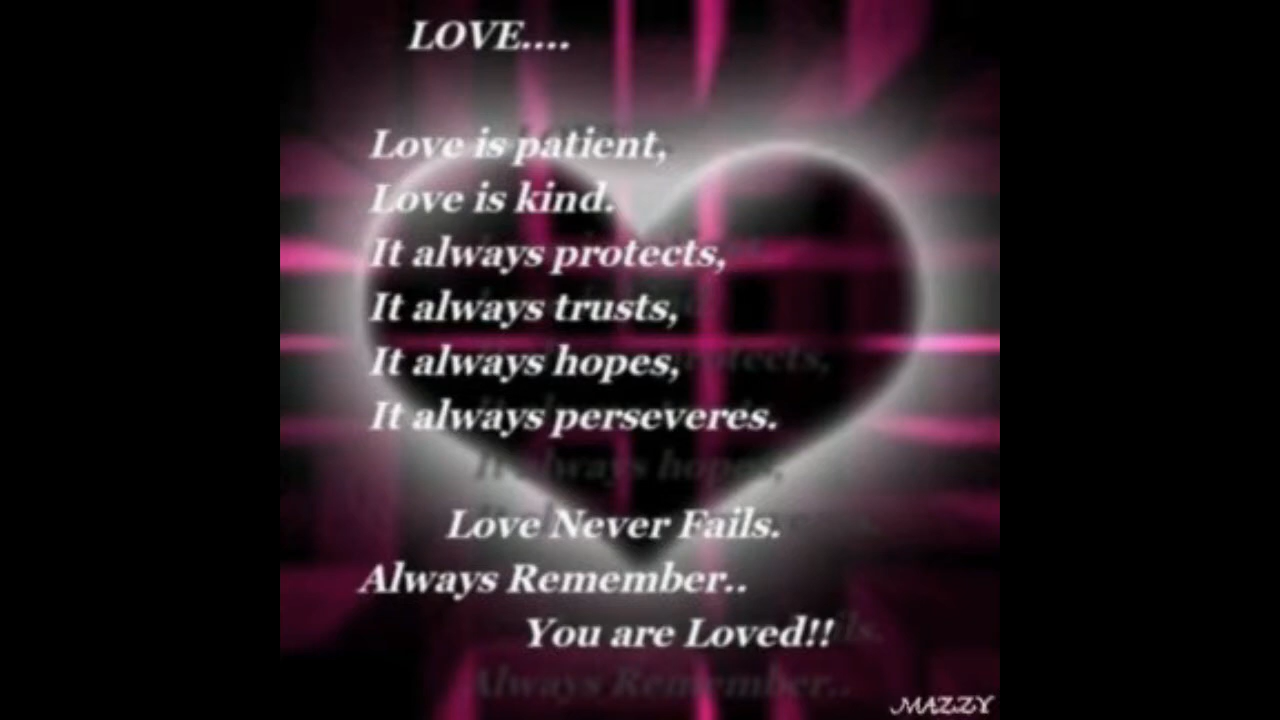 LOVE....
Love is patient,
Love is kind.
It always protects,
It always trusts,
It always hopes,
It always perseveres.
Love Never Fails.
Always Remember..
You are Loved!!
MAZZY